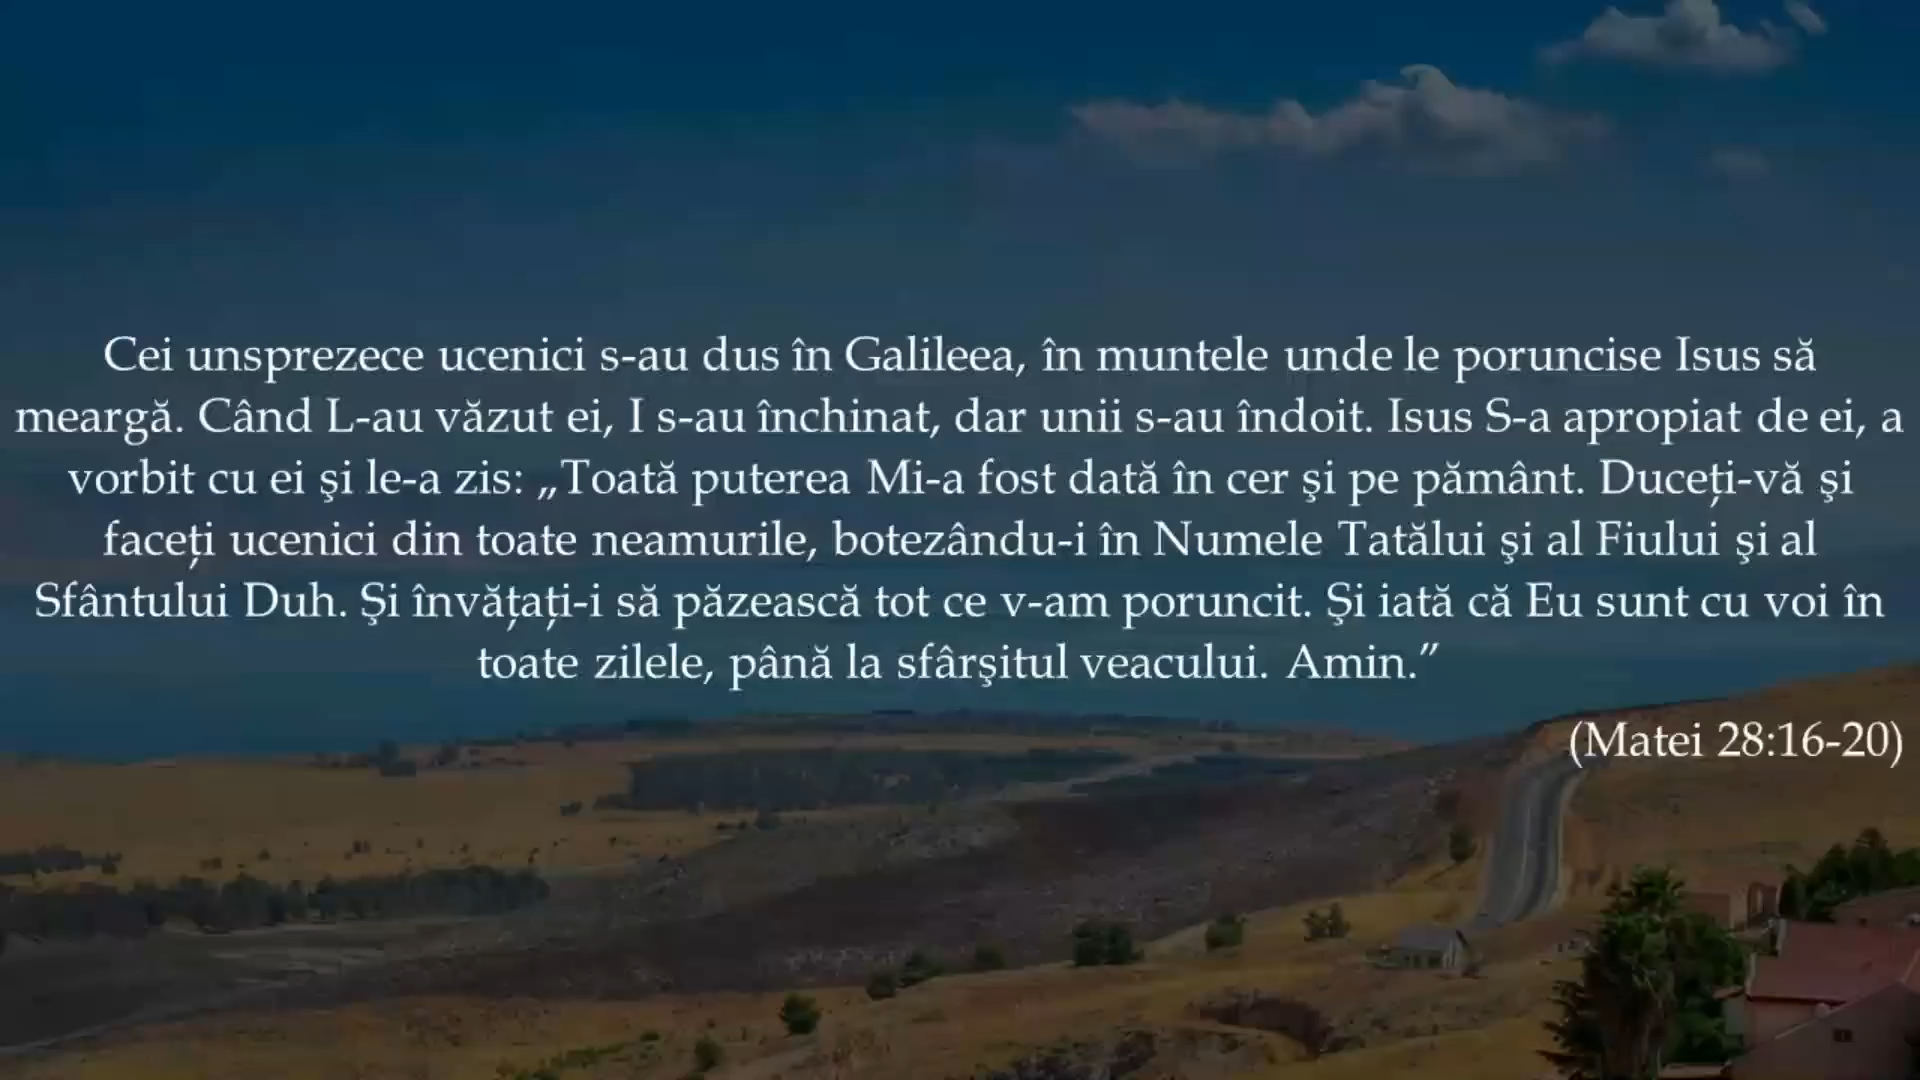 Cei unsprezece ucenici s-au dus în Galileea, în muntele unde le poruncise Isus să
meargă. Când L-au văzut ei, I s-au închinat, dar unii s-au îndoit. Isus S-a apropiat de ei, a
vorbit cu ei şi le-a zis: „Toată puterea Mi-a fost dată în cer şi pe pământ. Duceţi-vă şi
faceţi ucenici din toate neamurile, botezându-i în Numele Tatălui şi al Fiului şi al
Sfântului Duh. Şi învăţaţi-i să păzească tot ce v-am poruncit. Şi iată că Eu sunt cu voi în
toate zilele, până la sfârşitul veacului. Amin.”
(Matei 28:16-20)